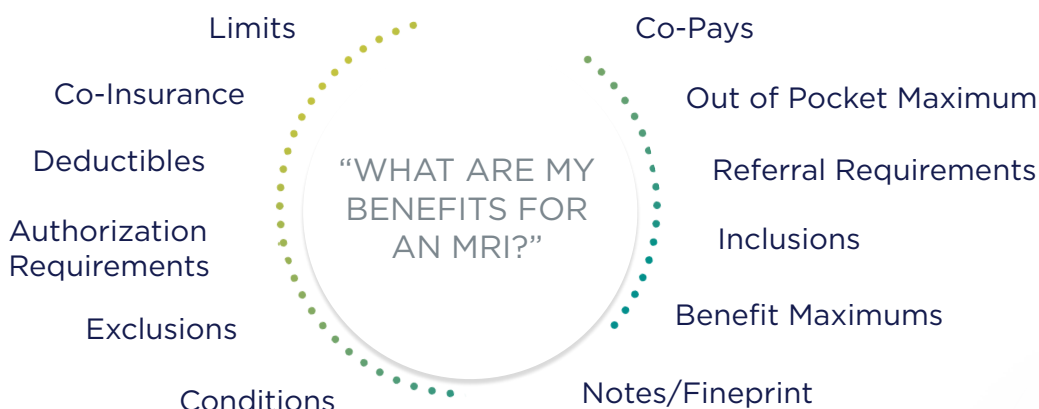 Limits
Co-Insurance
Deductibles
Authorization
Requirements
Exclusions
Conditions
“WHAT ARE MY
BENEFITS FOR
AN MRI?”
Co-Pays
Out of Pocket Maximum
Referral Requirements
Inclusions
Benefit Maximums
Notes/Fineprint